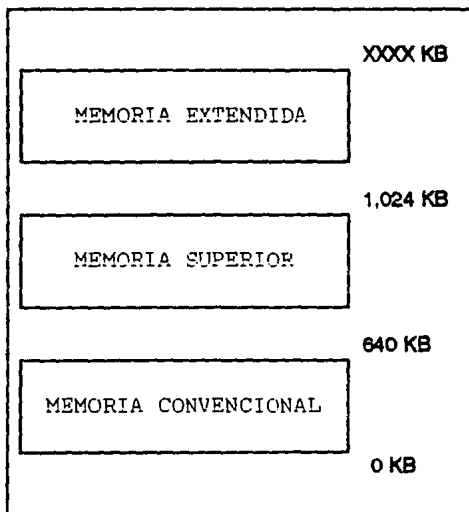 XXXX KB
MEMORIA EXTENDIDA
1,024 KB
MEMORIA SUPERIOR
640 KB
MEMORIA CONVENCIONAL
0 KB